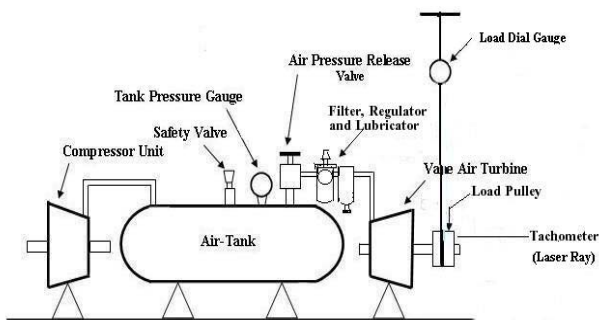 Load Dial Gauge
Air Pressure Release
Valve
Tank Pressure Gauge
Filter, Regulator
and Lubricator
Safety Valve
Compressor Unit
Vane Air Turbine
Load Pulley
Air-Tank
Tachometer
(Laser Ray)